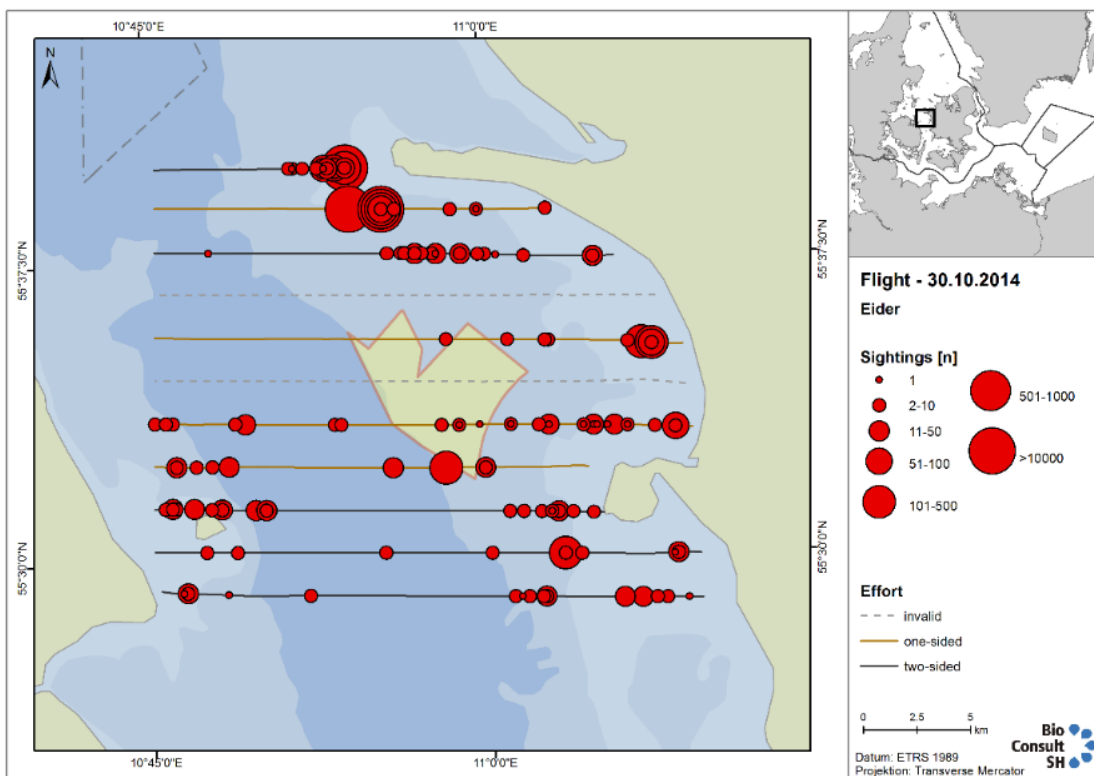 10°45'0"E
11°0'0"E
N
55°37'30"N
55°37'30"N
55°30'0"N
55°30'0"N
10°45'0"E
11°0'0"E
Flight - 30.10.2014
Eider
Sightings [n]
1
2-10
11-50
51-100
101-500
501-1000
>10000
Effort
invalid
one-sided
two-sided
0 2.5 5
km
Datum: ETRS 1989
Projektion: Transverse Mercator
Bio
Consult
SH